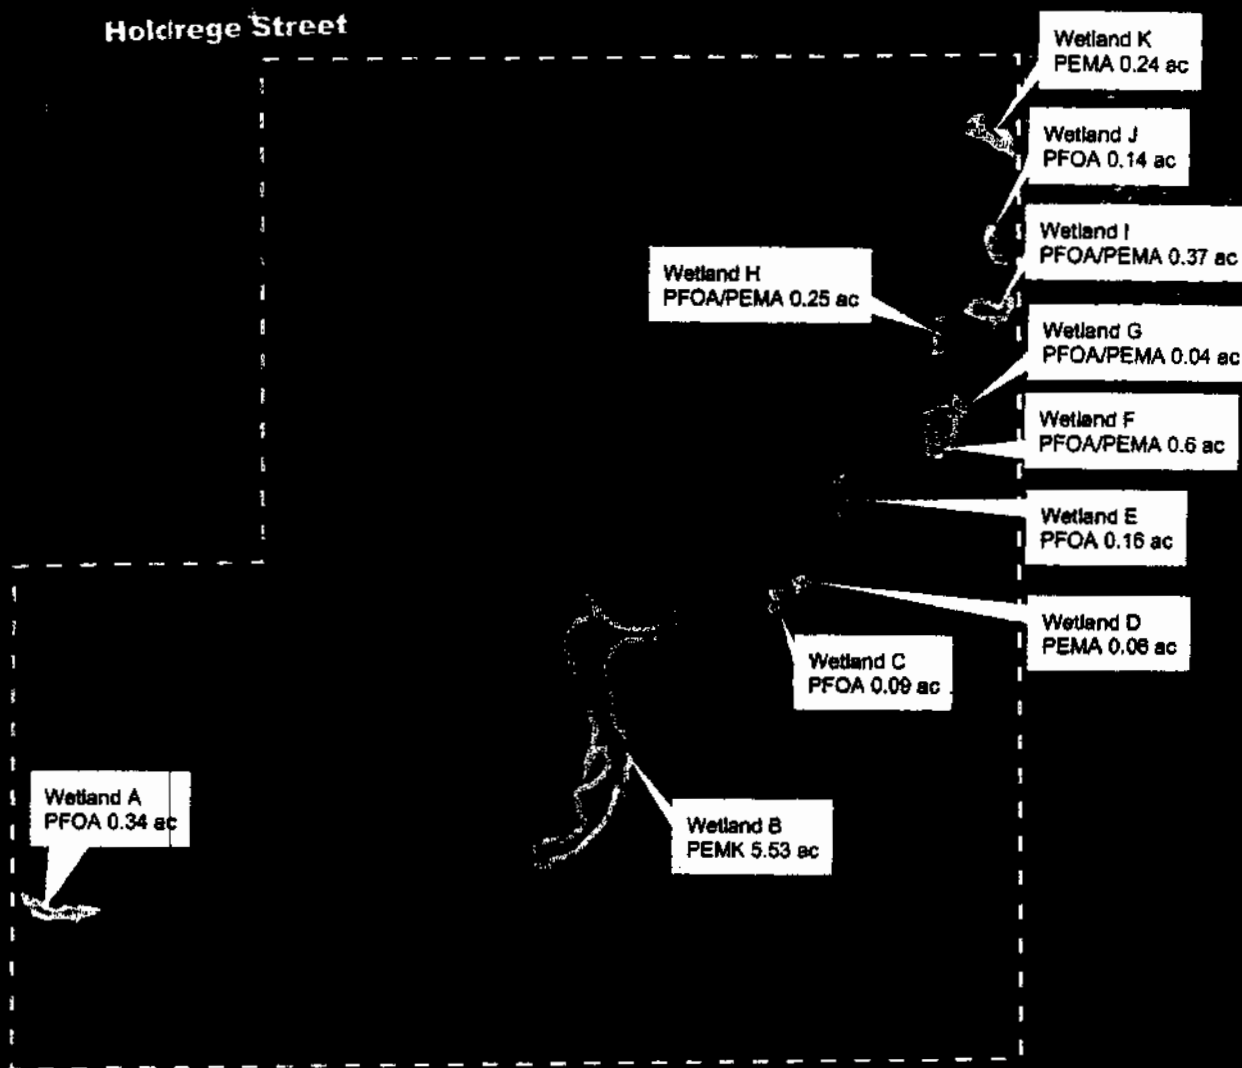 Holdrege Street
Wetland K
PEMA 0.24 ac
Wetland J
PFOA 0.14 ac
Wetland I
PFOA/PEMA 0.37 ac
Wetland H
PFOA/PEMA 0.25 ac
Wetland G
PFOA/PEMA 0.04 ac
Wetland F
PFOA/PEMA 0.6 ac
Wetland E
PFOA 0.16 ac
Wetland D
PEMA 0.06 ac
Wetland C
PFOA 0.09 ac
Wetland A
PFOA 0.34 ac
Wetland B
PEMK 5.53 ac